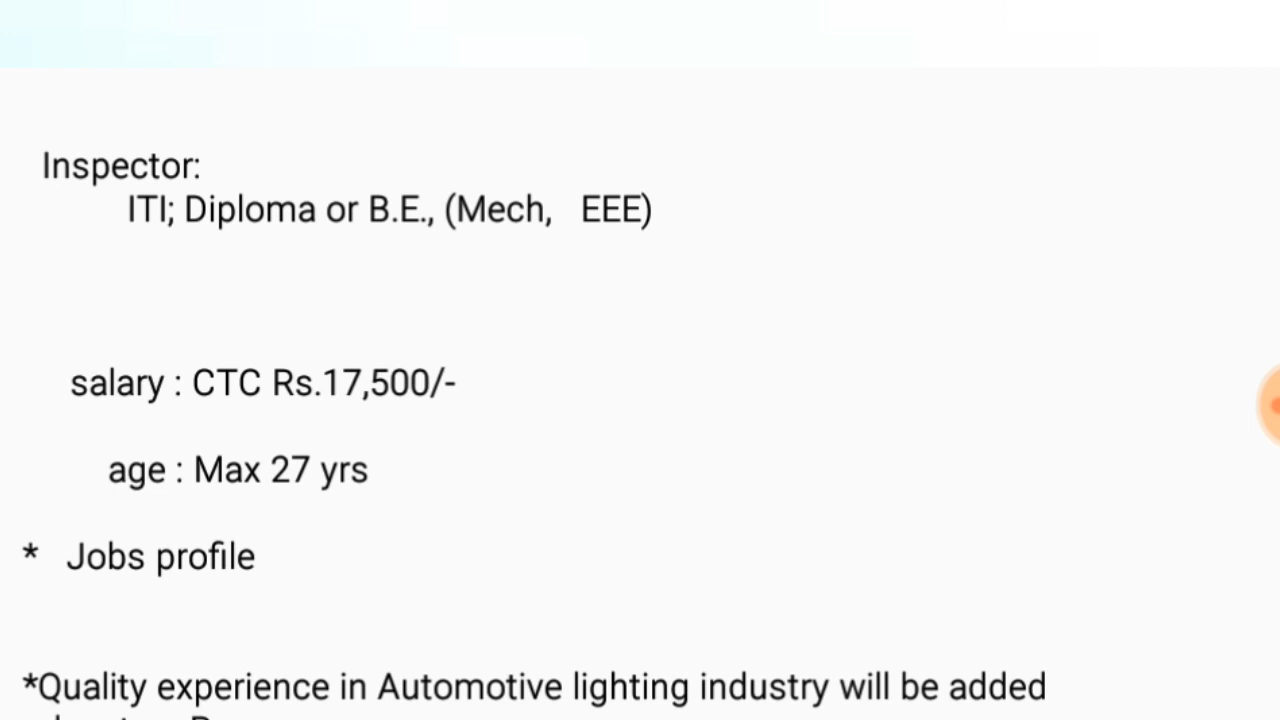 Inspector:
ITI; Diploma or B.E., (Mech, EEE)
salary : CTC Rs.17,500/-
age : Max 27 yrs
* Jobs profile
*Quality experience in Automotive lighting industry will be added